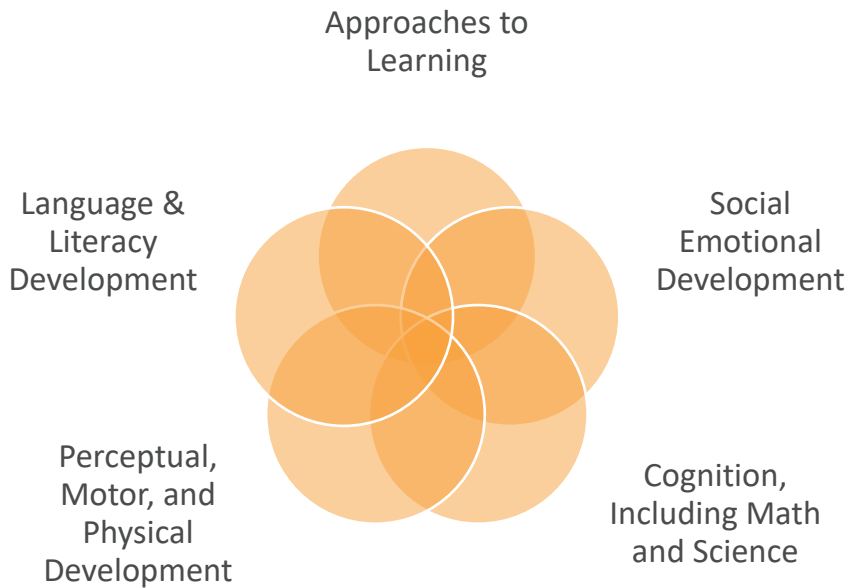 Approaches to
Learning
Language &
Literacy
Development
Social
Emotional
Development
Perceptual,
Motor, and
Physical
Development
Cognition,
Including Math
and Science